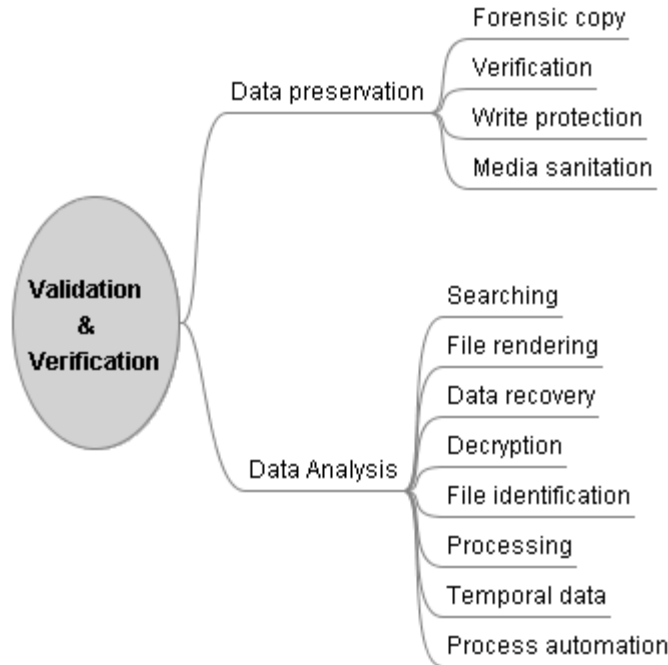 Validation
&
Verification
Data preservation
Forensic copy
Verification
Write protection
Media sanitation
Data Analysis
Searching
File rendering
Data recovery
Decryption
File identification
Processing
Temporal data
Process automation